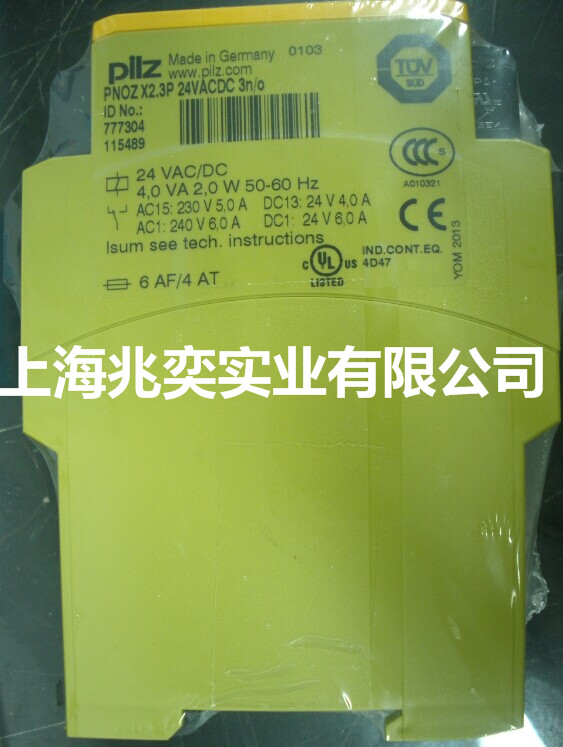 pilz
Made in Germany 0103
www.pilz.com
PNOZ X2.3P 24VACDC 3n/o
ID No.:
777304
115489
TÜV
SÜD
CCC
A010321
24 VAC/DC
4,0 VA 2,0 W 50-60 Hz
AC15: 230 V 5,0 A DC13: 24 V 4,0 A
AC1: 240 V 6,0 A DC1: 24 V 6,0 A
Isum see tech. instructions
CE
YOM 2013
C UL US
LISTED
IND.CONT.EQ.
4D47
6 AF/4 AT
上海兆奕实业有限公司